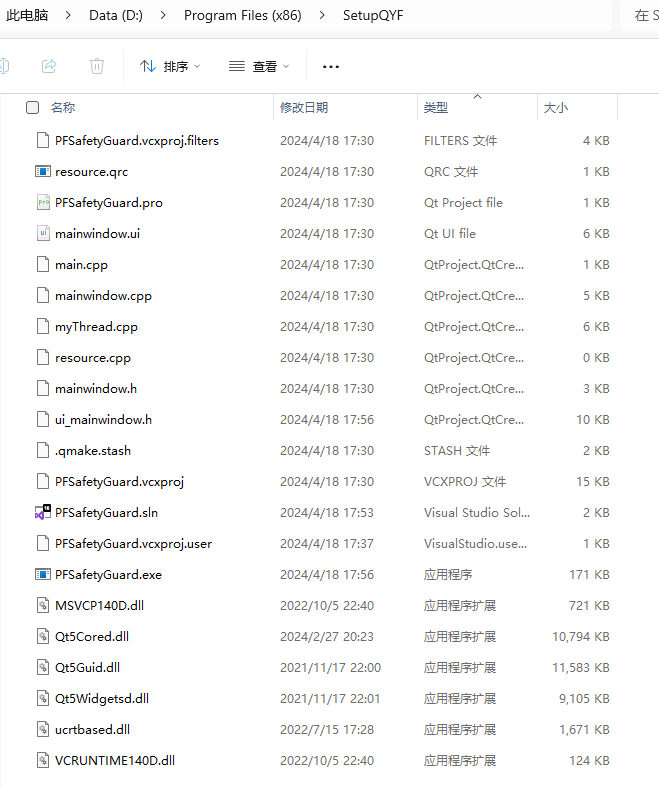 此电脑 > Data (D:) > Program Files (x86) > SetupQYF 在 S
排序 查看 ...
名称 修改日期 类型 大小
PFSafetyGuard.vcxproj.filters 2024/4/18 17:30 FILTERS 文件 4 KB
resource.qrc 2024/4/18 17:30 QRC 文件 1 KB
PFSafetyGuard.pro 2024/4/18 17:30 Qt Project file 1 KB
mainwindow.ui 2024/4/18 17:30 Qt UI file 6 KB
main.cpp 2024/4/18 17:30 QtProject.QtCre... 1 KB
mainwindow.cpp 2024/4/18 17:30 QtProject.QtCre... 5 KB
myThread.cpp 2024/4/18 17:30 QtProject.QtCre... 6 KB
resource.cpp 2024/4/18 17:30 QtProject.QtCre... 0 KB
mainwindow.h 2024/4/18 17:30 QtProject.QtCre... 3 KB
ui_mainwindow.h 2024/4/18 17:56 QtProject.QtCre... 10 KB
.qmake.stash 2024/4/18 17:30 STASH 文件 2 KB
PFSafetyGuard.vcxproj 2024/4/18 17:30 VCXPROJ 文件 15 KB
PFSafetyGuard.sln 2024/4/18 17:53 Visual Studio Sol... 2 KB
PFSafetyGuard.vcxproj.user 2024/4/18 17:37 VisualStudio.use... 1 KB
PFSafetyGuard.exe 2024/4/18 17:56 应用程序 171 KB
MSVCP140D.dll 2022/10/5 22:40 应用程序扩展 721 KB
Qt5Cored.dll 2024/2/27 20:23 应用程序扩展 10,794 KB
Qt5Guid.dll 2021/11/17 22:00 应用程序扩展 11,583 KB
Qt5Widgetsd.dll 2021/11/17 22:01 应用程序扩展 9,105 KB
ucrtbased.dll 2022/7/15 17:28 应用程序扩展 1,671 KB
VCRUNTIME140D.dll 2022/10/5 22:40 应用程序扩展 124 KB